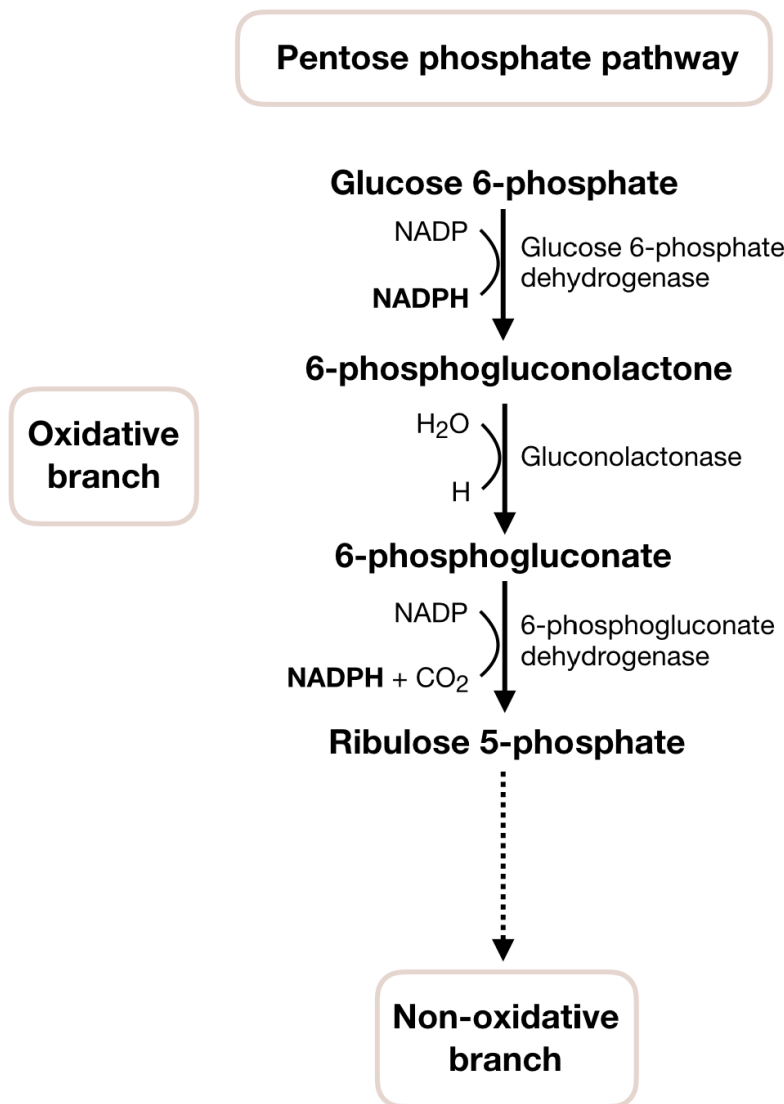 Pentose phosphate pathway
Glucose 6-phosphate
NADP
Glucose 6-phosphate
dehydrogenase
NADPH
6-phosphogluconolactone
H₂O
Gluconolactonase
H
Oxidative
branch
6-phosphogluconate
NADP
6-phosphogluconate
dehydrogenase
NADPH + CO₂
Ribulose 5-phosphate
Non-oxidative
branch